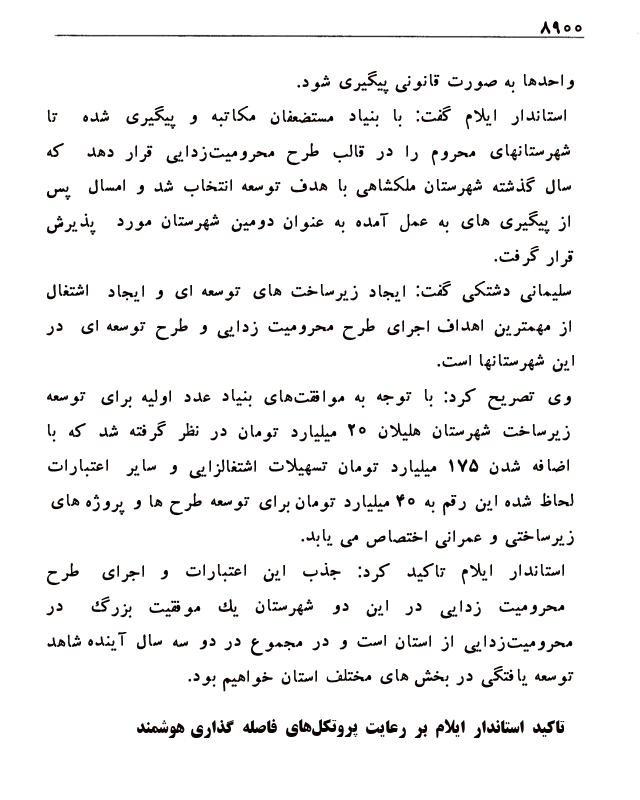 ۸۹۰۰
واحدها به صورت قانونی پیگیری شود.
استاندار ایلام گفت: با بنیاد مستضعفان مکاتبه و پیگیری شده تا
شهرستانهای محروم را در قالب طرح محرومیت‌زدایی قرار دهد که
سال گذشته شهرستان ملکشاهی با هدف توسعه انتخاب شد و امسال پس
از پیگیری های به عمل آمده به عنوان دومین شهرستان مورد پذیرش
قرار گرفت.
سلیمانی دشتکی گفت: ایجاد زیرساخت های توسعه ای و ایجاد اشتغال
از مهمترین اهداف اجرای طرح محرومیت زدایی و طرح توسعه ای در
این شهرستانها است.
وی تصریح کرد: با توجه به موافقت‌های بنیاد عدد اولیه برای توسعه
زیرساخت شهرستان هلیلان ۲۰ میلیارد تومان در نظر گرفته شد که با
اضافه شدن ۱۷۵ میلیارد تومان تسهیلات اشتغالزایی و سایر اعتبارات
لحاظ شده این رقم به ۴۰ میلیارد تومان برای توسعه طرح ها و پروژه های
زیرساختی و عمرانی اختصاص می یابد.
استاندار ایلام تاکید کرد: جذب این اعتبارات و اجرای طرح
محرومیت زدایی در این دو شهرستان یك موفقیت بزرگ در
محرومیت‌زدایی از استان است و در مجموع در دو سه سال آینده شاهد
توسعه یافتگی در بخش های مختلف استان خواهیم بود.
تاکید استاندار ایلام بر رعایت پروتکل‌های فاصله گذاری هوشمند